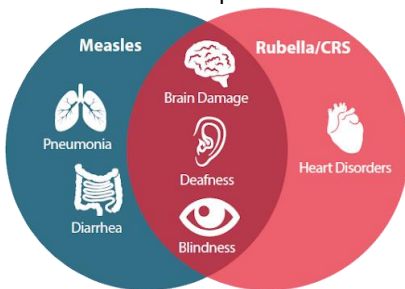 Measles
Rubella/CRS
Brain Damage
Pneumonia
Deafness
Heart Disorders
Diarrhea
Blindness